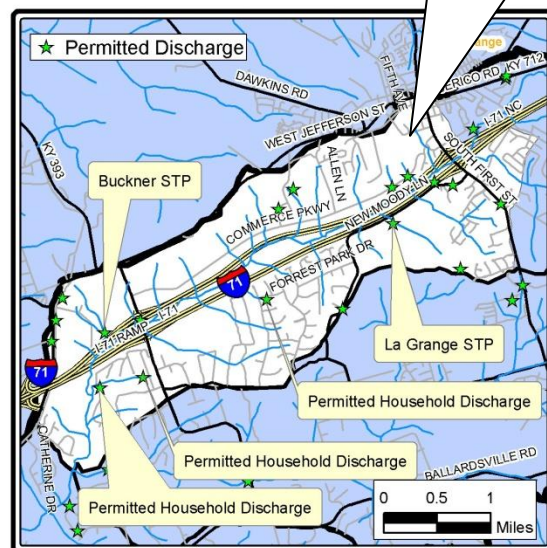 Permitted Discharge
ange
DAWKINS RD
FIFTH AVE
ERICO RD KY 712
WEST JEFFERSON ST
I-71 NC
KY 393
ALLEN LN
SOUTH FIRST ST
Buckner STP
COMMERCE PKWY
NEW MOODY LN
71
FORREST PARK DR
I-71 RAMP
I-71
La Grange STP
71
Permitted Household Discharge
CATHERINE DR
Permitted Household Discharge
BALLARDSVILLE RD
Permitted Household Discharge
0 0.5 1
Miles